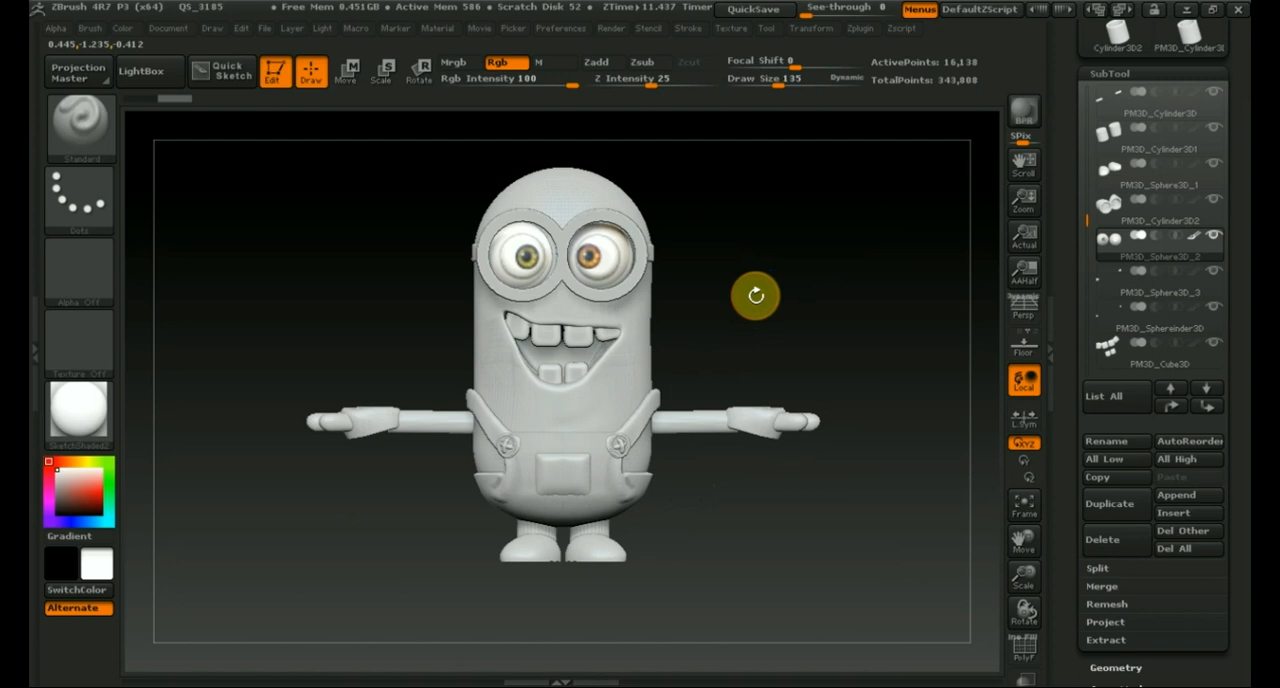 ZBrush 4R7 P3 (x64) QS_3185 • Free Mem 0.451GB • Active Mem 586 • Scratch Disk 52 • ZTime▸11.437 Timer QuickSave See-through 0 Menus DefaultZScript
Alpha Brush Color Document Draw Edit File Layer Light Macro Marker Material Movie Picker Preferences Render Stencil Stroke Texture Tool Transform Zplugin Zscript
0.445,-1.235,-0.412
Projection Master
LightBox
Quick Sketch
Edit
Draw
Move
Scale
Rotate
Mrgb Rgb M Zadd Zsub Zcut
Rgb Intensity 100 Z Intensity 25
Focal Shift 0
Draw Size 135 Dynamic
ActivePoints: 16,138
TotalPoints: 343,808
Standard
Dots
Alpha Off
Texture Off
SketchShaded2
Gradient
SwitchColor
Alternate
BPR
SPix
Scroll
Zoom
Actual
AAHalf
Dynamic
Persp
Floor
Local
L.Sym
XYZ
Frame
Move
Scale
Rotate
Line Fill
PolyF
Cylinder3D2
SubTool
PM3D_Cylinder3D
PM3D_Cylinder3D1
PM3D_Sphere3D_1
PM3D_Cylinder3D2
PM3D_Sphere3D_2
PM3D_Sphere3D_3
PM3D_Sphereinder3D
PM3D_Cube3D
List All
Rename AutoReorder
All Low All High
Copy Paste
Duplicate Append
Insert
Delete Del Other
Del All
Split
Merge
Remesh
Project
Extract
Geometry